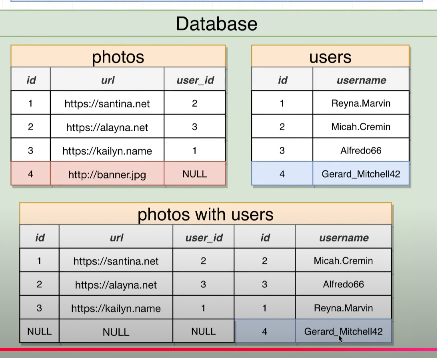 Database
photos
id url user_id
1 https://santina.net 2
2 https://alayna.net 3
3 https://kailyn.name 1
4 http://banner.jpg NULL
users
id username
1 Reyna.Marvin
2 Micah.Cremin
3 Alfredo66
4 Gerard_Mitchell42
photos with users
id url user_id id username
1 https://santina.net 2 2 Micah.Cremin
2 https://alayna.net 3 3 Alfredo66
3 https://kailyn.name 1 1 Reyna.Marvin
NULL NULL NULL 4 Gerard_Mitchell42